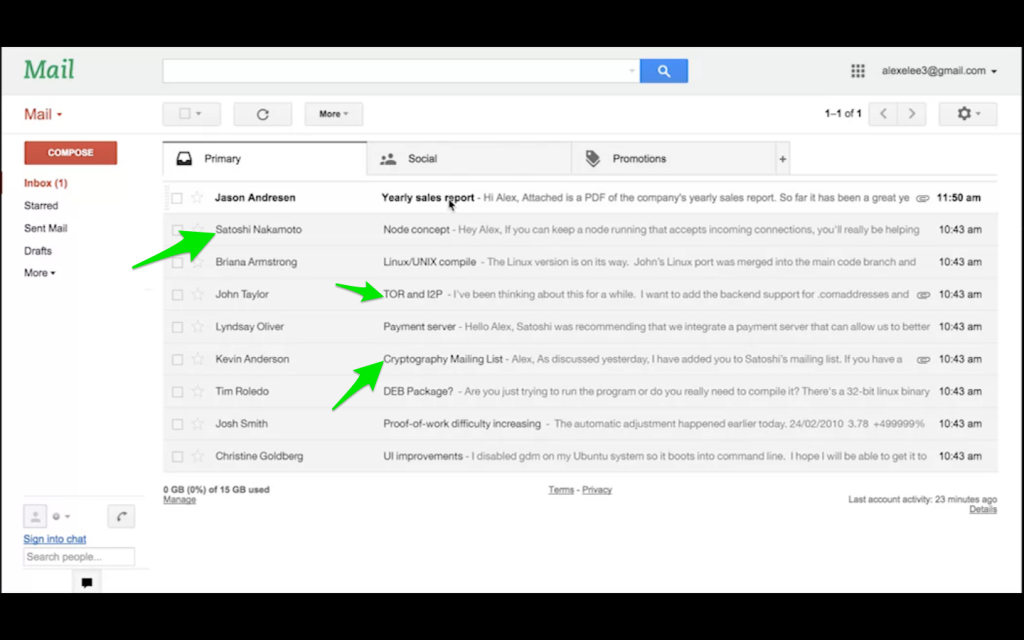 Mail
alexelee3@gmail.com
Mail
More
1–1 of 1
COMPOSE
Primary
Social
Promotions
+
Inbox (1)
Starred
Sent Mail
Drafts
More
Jason Andresen Yearly sales report - Hi Alex, Attached is a PDF of the company's yearly sales report. So far it has been a great ye 11:50 am
Satoshi Nakamoto Node concept - Hey Alex, If you can keep a node running that accepts incoming connections, you'll really be helping 10:43 am
Briana Armstrong Linux/UNIX compile - The Linux version is on its way. John's Linux port was merged into the main code branch and 10:43 am
John Taylor TOR and I2P - I've been thinking about this for a while. I want to add the backend support for .comaddresses and 10:43 am
Lyndsay Oliver Payment server - Hello Alex, Satoshi was recommending that we integrate a payment server that can allow us to better 10:43 am
Kevin Anderson Cryptography Mailing List - Alex, As discussed yesterday, I have added you to Satoshi's mailing list. If you have a 10:43 am
Tim Roledo DEB Package? - Are you just trying to run the program or do you really need to compile it? There's a 32-bit linux binary 10:43 am
Josh Smith Proof-of-work difficulty increasing - The automatic adjustment happened earlier today. 24/02/2010 3.78 +499999% 10:43 am
Christine Goldberg UI improvements - I disabled gdm on my Ubuntu system so it boots into command line. I hope I will be able to get it to 10:43 am
0 GB (0%) of 15 GB used
Manage
Terms - Privacy
Last account activity: 23 minutes ago
Details
Sign into chat
Search people...